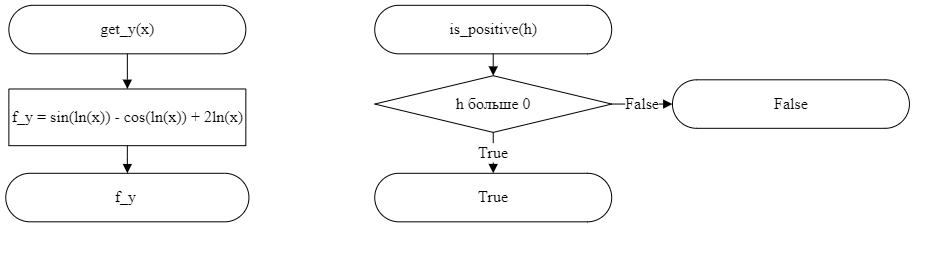 get_y(x)
f_y = sin(ln(x)) - cos(ln(x)) + 2ln(x)
f_y
is_positive(h)
h больше 0
False
False
True
True